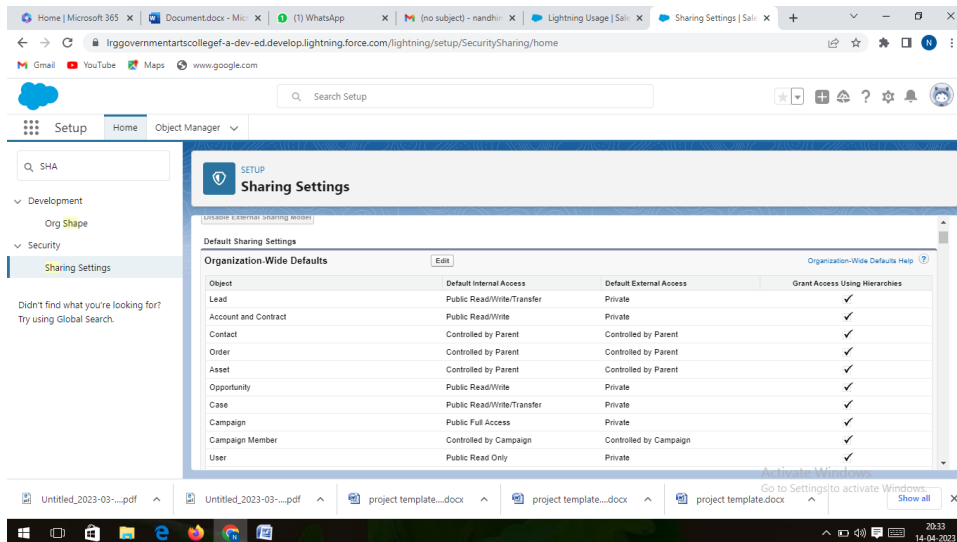 Home | Microsoft 365
Document.docx - Mic
(1) WhatsApp
(no subject) - nandhin
Lightning Usage | Sale
Sharing Settings | Sale
lrggovernmentartscollegef-a-dev-ed.develop.lightning.force.com/lightning/setup/SecuritySharing/home
N
Gmail YouTube Maps www.google.com
Search Setup
Setup Home Object Manager
SHA
Development
Org Shape
Security
Sharing Settings
Didn't find what you're looking for?
Try using Global Search.
SETUP
Sharing Settings
Disable External Sharing Model
Default Sharing Settings
Organization-Wide Defaults Edit Organization-Wide Defaults Help ?
Object Default Internal Access Default External Access Grant Access Using Hierarchies
Lead Public Read/Write/Transfer Private
Account and Contract Public Read/Write Private
Contact Controlled by Parent Controlled by Parent
Order Controlled by Parent Controlled by Parent
Asset Controlled by Parent Controlled by Parent
Opportunity Public Read/Write Private
Case Public Read/Write/Transfer Private
Campaign Public Full Access Private
Campaign Member Controlled by Campaign Controlled by Campaign
User Public Read Only Private
Activate Windows
Go to Settings to activate Windows.
Untitled_2023-03-....pdf Untitled_2023-03-....pdf project template....docx project template....docx project template.docx Show all
20:33
14-04-2023